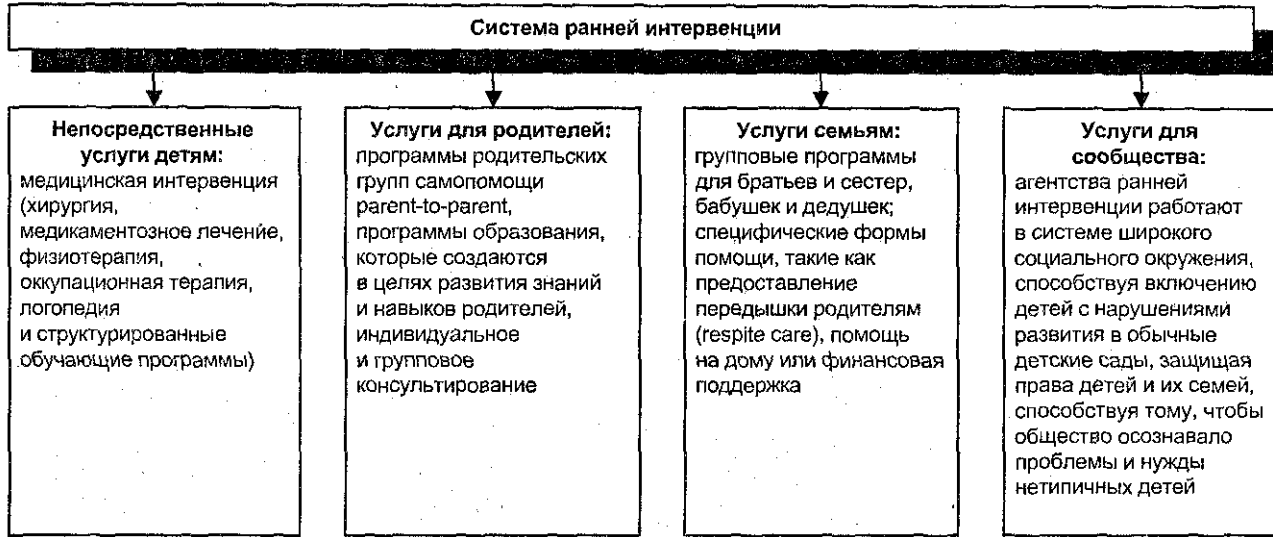 Система ранней интервенции
Непосредственные
услуги детям:
медицинская интервенция
(хирургия,
медикаментозное лечение,
физиотерапия,
оккупационная терапия,
логопедия
и структурированные
обучающие программы)
Услуги для родителей:
программы родительских
групп самопомощи
parent-to-parent,
программы образования,
которые создаются
в целях развития знаний
и навыков родителей,
индивидуальное
и групповое
консультирование
Услуги семьям:
групповые программы
для братьев и сестер,
бабушек и дедушек;
специфические формы
помощи, такие как
предоставление
передышки родителям
(respite care), помощь
на дому или финансовая
поддержка
Услуги для
сообщества:
агентства ранней
интервенции работают
в системе широкого
социального окружения,
способствуя включению
детей с нарушениями
развития в обычные
детские сады, защищая
права детей и их семей,
способствуя тому, чтобы
общество осознавало
проблемы и нужды
нетипичных детей